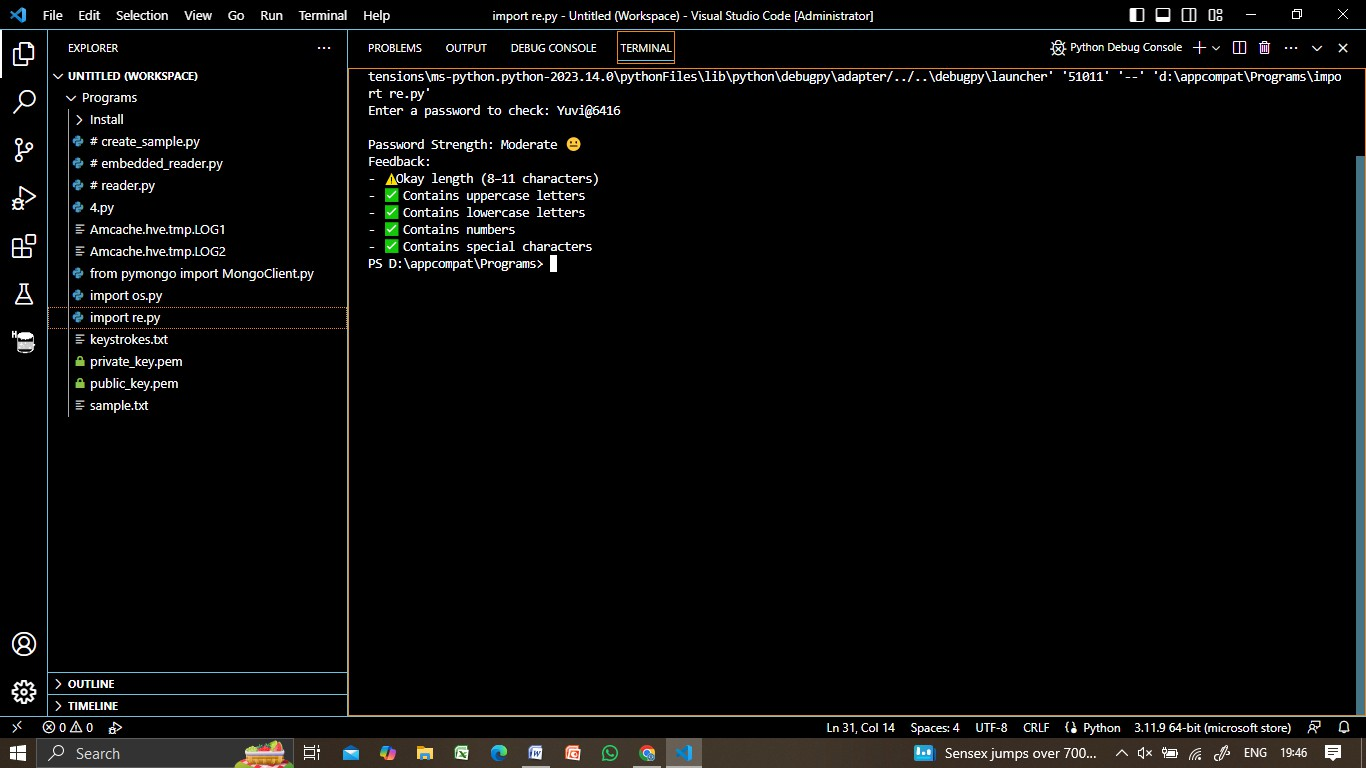 File Edit Selection View Go Run Terminal Help import re.py - Untitled (Workspace) - Visual Studio Code [Administrator]
EXPLORER
UNTITLED (WORKSPACE)
Programs
Install
# create_sample.py
# embedded_reader.py
# reader.py
4.py
Amcache.hve.tmp.LOG1
Amcache.hve.tmp.LOG2
from pymongo import MongoClient.py
import os.py
import re.py
keystrokes.txt
private_key.pem
public_key.pem
sample.txt
OUTLINE
TIMELINE
PROBLEMS OUTPUT DEBUG CONSOLE TERMINAL Python Debug Console
tensions\ms-python.python-2023.14.0\pythonFiles\lib\python\debugpy\adapter/../..\debugpy\launcher' '51011' '--' 'd:\appcompat\Programs\impo
rt re.py'
Enter a password to check: Yuvi@6416
Password Strength: Moderate 😐
Feedback:
- ⚠️Okay length (8–11 characters)
- ✅ Contains uppercase letters
- ✅ Contains lowercase letters
- ✅ Contains numbers
- ✅ Contains special characters
PS D:\appcompat\Programs>
0 0 Ln 31, Col 14 Spaces: 4 UTF-8 CRLF Python 3.11.9 64-bit (microsoft store)
Search Sensex jumps over 700... ENG 19:46